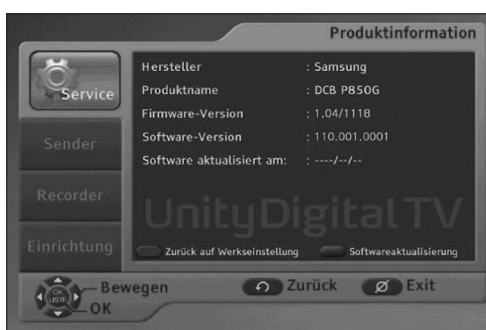 Produktinformation
Service
Sender
Recorder
Einrichtung
Hersteller : Samsung
Produktname : DCB P850G
Firmware-Version : 1.04/1118
Software-Version : 110.001.0001
Software aktualisiert am: : ----/--/--
UnityDigital TV
Zurück auf Werkseinstellung Softwareaktualisierung
OK
LISTE
Bewegen
OK
Zurück
Exit